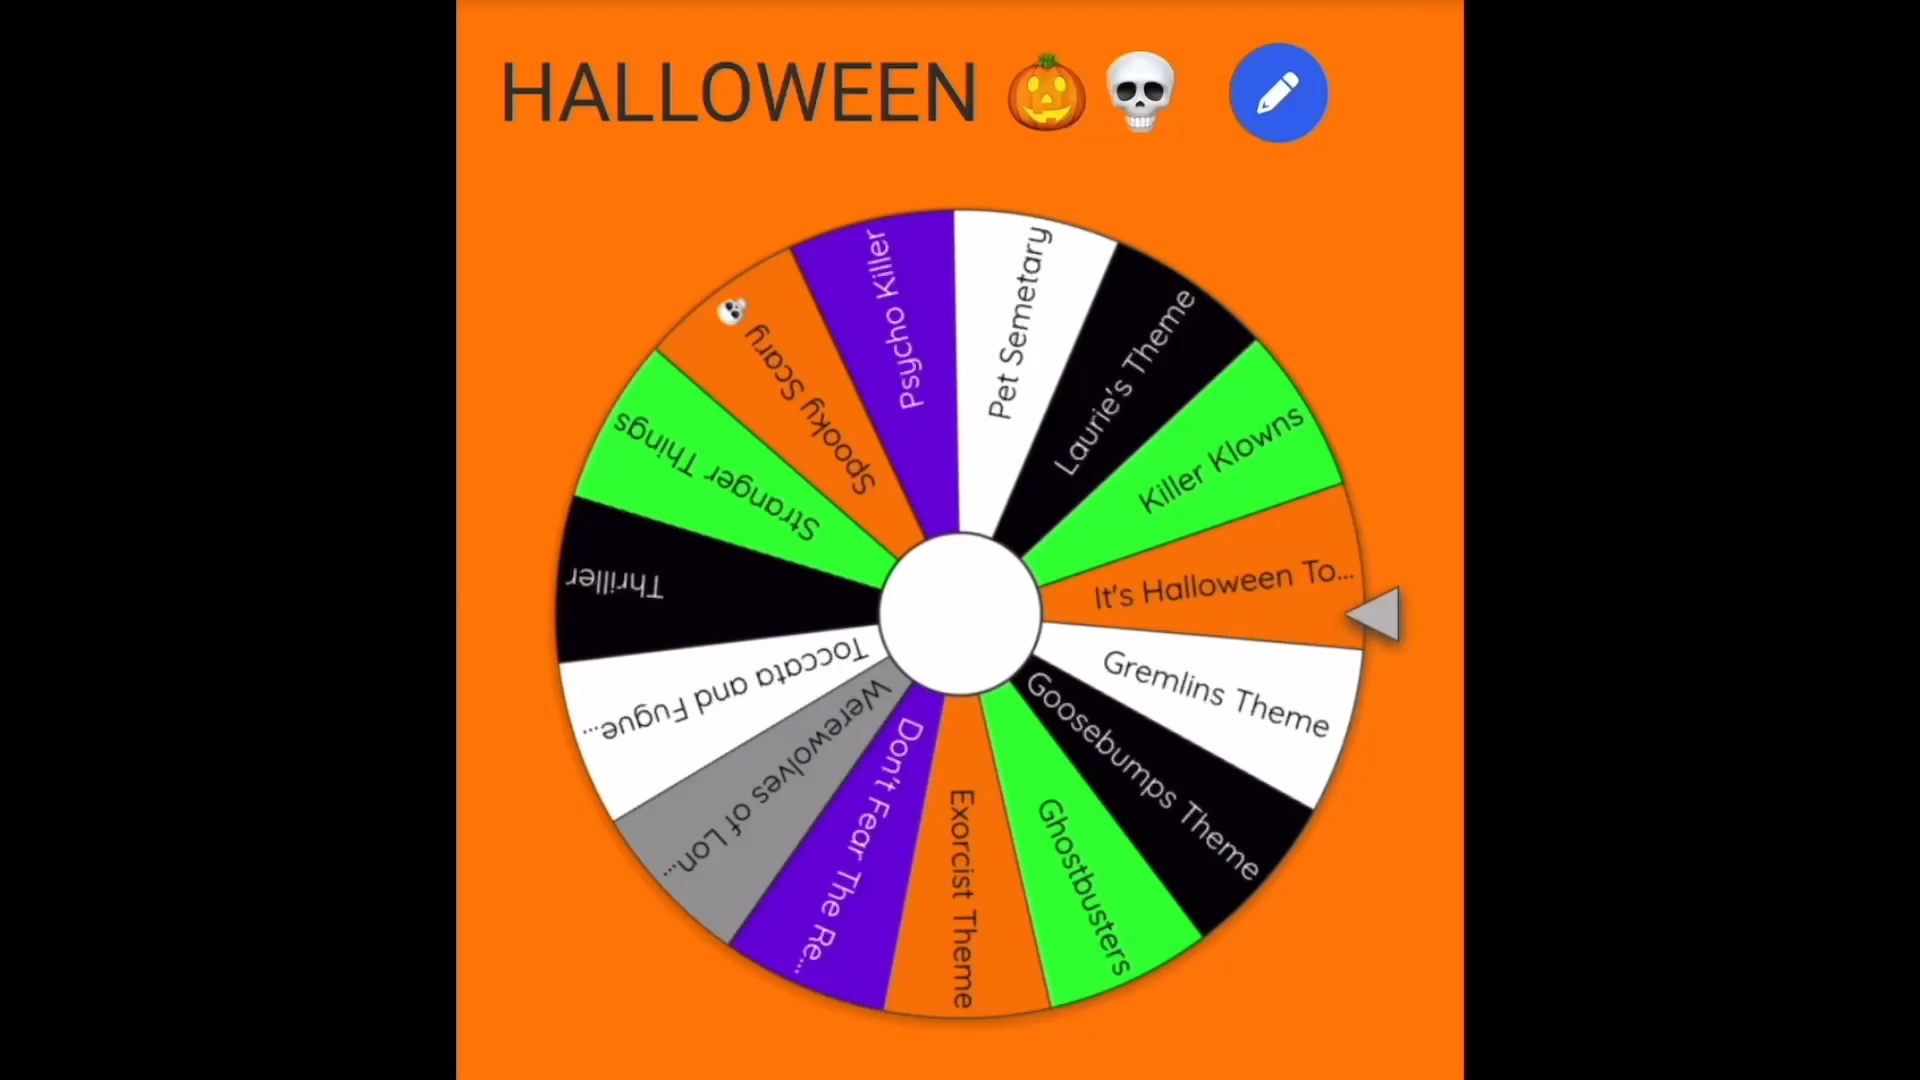 HALLOWEEN 🎃 💀
Psycho Killer
Pet Semetary
Laurie's Theme
Killer Klowns
It's Halloween To...
Gremlins Theme
Goosebumps Theme
Ghostbusters
Exorcist Theme
Don't Fear The Re...
Werewolves of Lon...
Toccata and Fugue...
Thriller
Stranger Things
Spooky Scary 💀